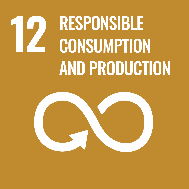 12 RESPONSIBLE
CONSUMPTION
AND PRODUCTION